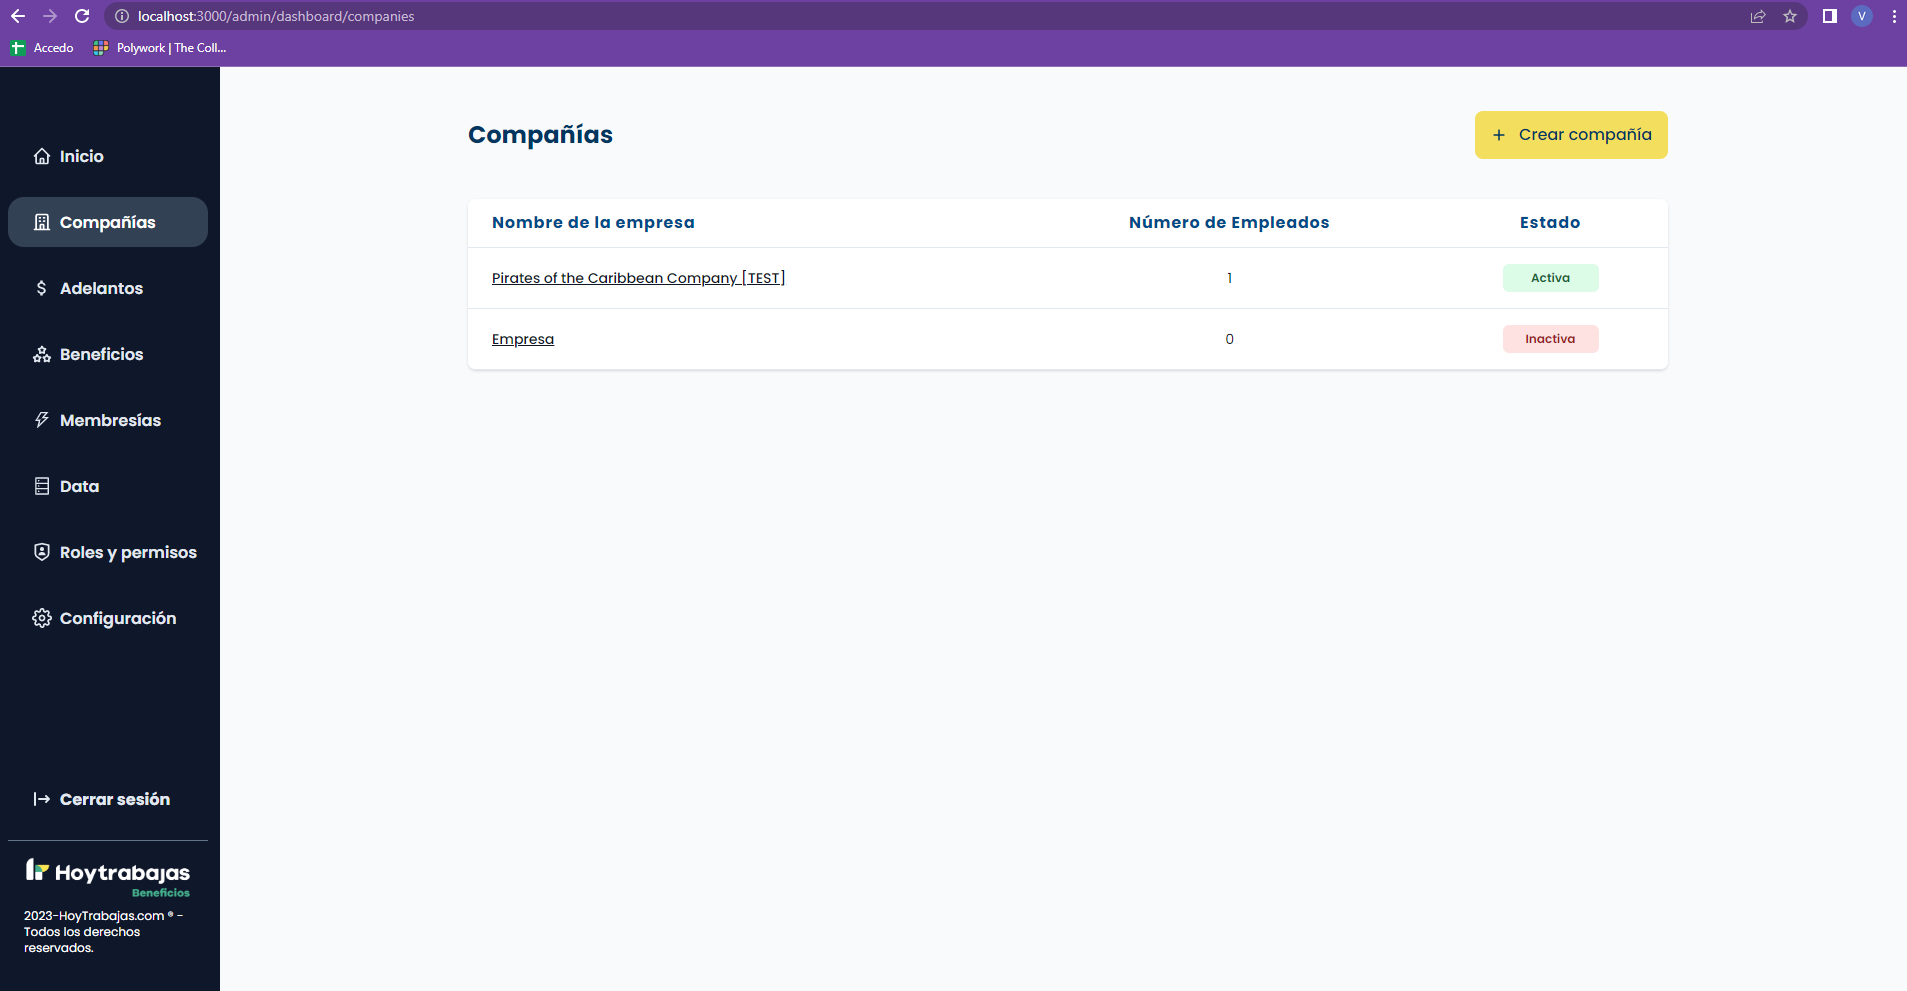 localhost:3000/admin/dashboard/companies
V
Accedo
Polywork | The Coll...
Inicio
Compañías
Adelantos
Beneficios
Membresías
Data
Roles y permisos
Configuración
Cerrar sesión
Hoytrabajas
Beneficios
2023-HoyTrabajas.com ® -
Todos los derechos
reservados.
Compañías
+ Crear compañía
Nombre de la empresa Número de Empleados Estado
Pirates of the Caribbean Company [TEST] 1 Activa
Empresa 0 Inactiva